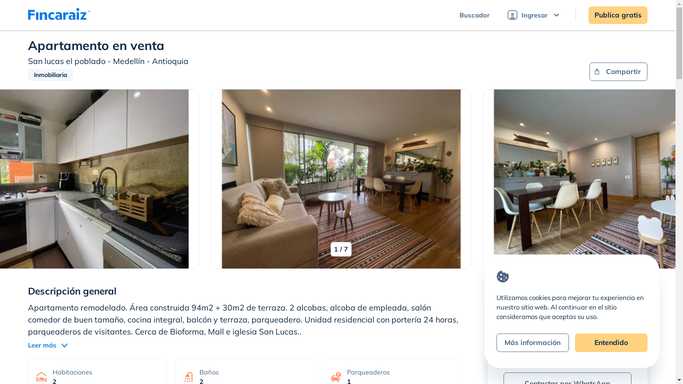 Fincaraiz
Buscador
Ingresar
Publica gratis
Apartamento en venta
San lucas el poblado - Medellín - Antioquia
Inmobiliaria
Compartir
1 / 7
Descripción general
Apartamento remodelado. Área construida 94m2 + 30m2 de terraza. 2 alcobas, alcoba de empleada, salón
comedor de buen tamaño, cocina integral, balcón y terraza, parqueadero. Unidad residencial con portería 24 horas,
parqueaderos de visitantes. Cerca de Bioforma, Mall e iglesia San Lucas..
Leer más
Habitaciones
2
Baños
2
Parqueaderos
1
Utilizamos cookies para mejorar tu experiencia en
nuestro sitio web. Al continuar en el sitio
consideramos que aceptas su uso.
Más información
Entendido
Contactar por WhatsApp